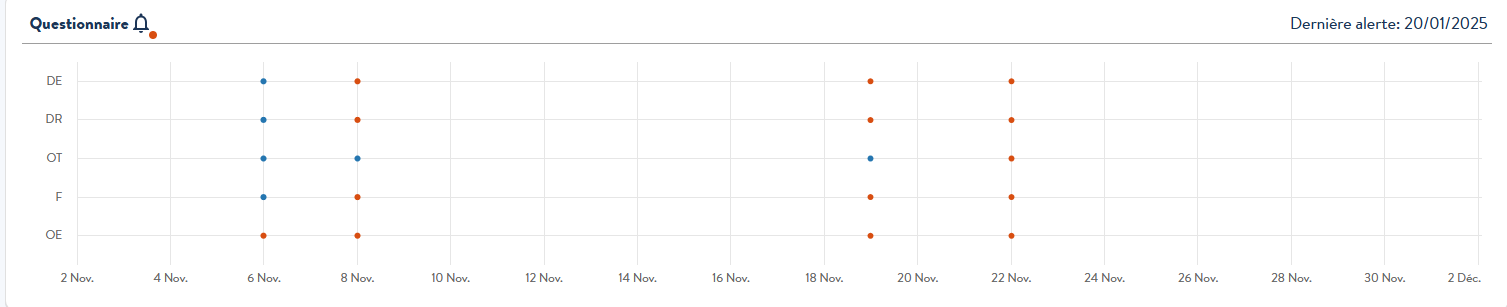 Questionnaire
Dernière alerte: 20/01/2025
DE
DR
OT
F
OE
2 Nov. 4 Nov. 6 Nov. 8 Nov. 10 Nov. 12 Nov. 14 Nov. 16 Nov. 18 Nov. 20 Nov. 22 Nov. 24 Nov. 26 Nov. 28 Nov. 30 Nov. 2 Déc.